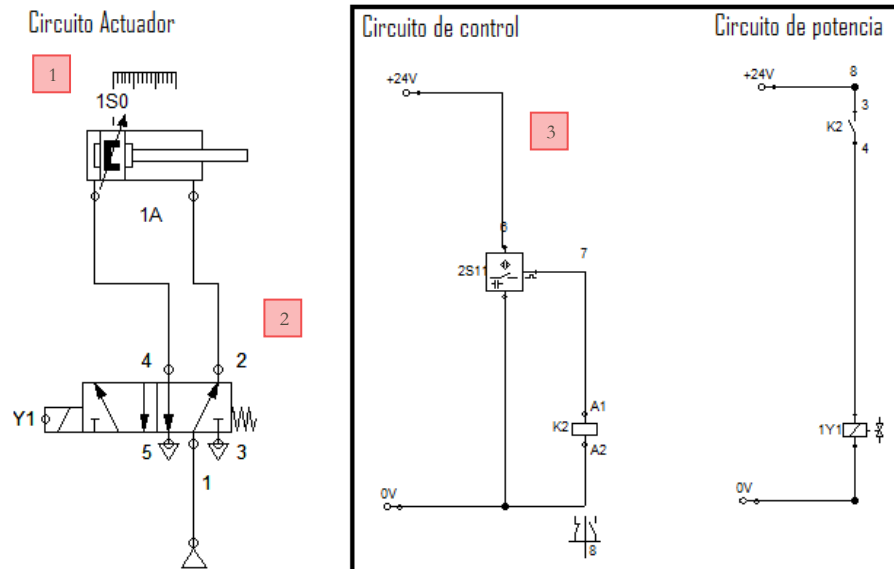 Circuito Actuador
1
1S0
1A
2
4 2
Y1
5 3
1
Circuito de control
+24V
3
6
2S11
7
A1
K2
A2
0V
8
Circuito de potencia
+24V
8
3
K2
4
1Y1
0V